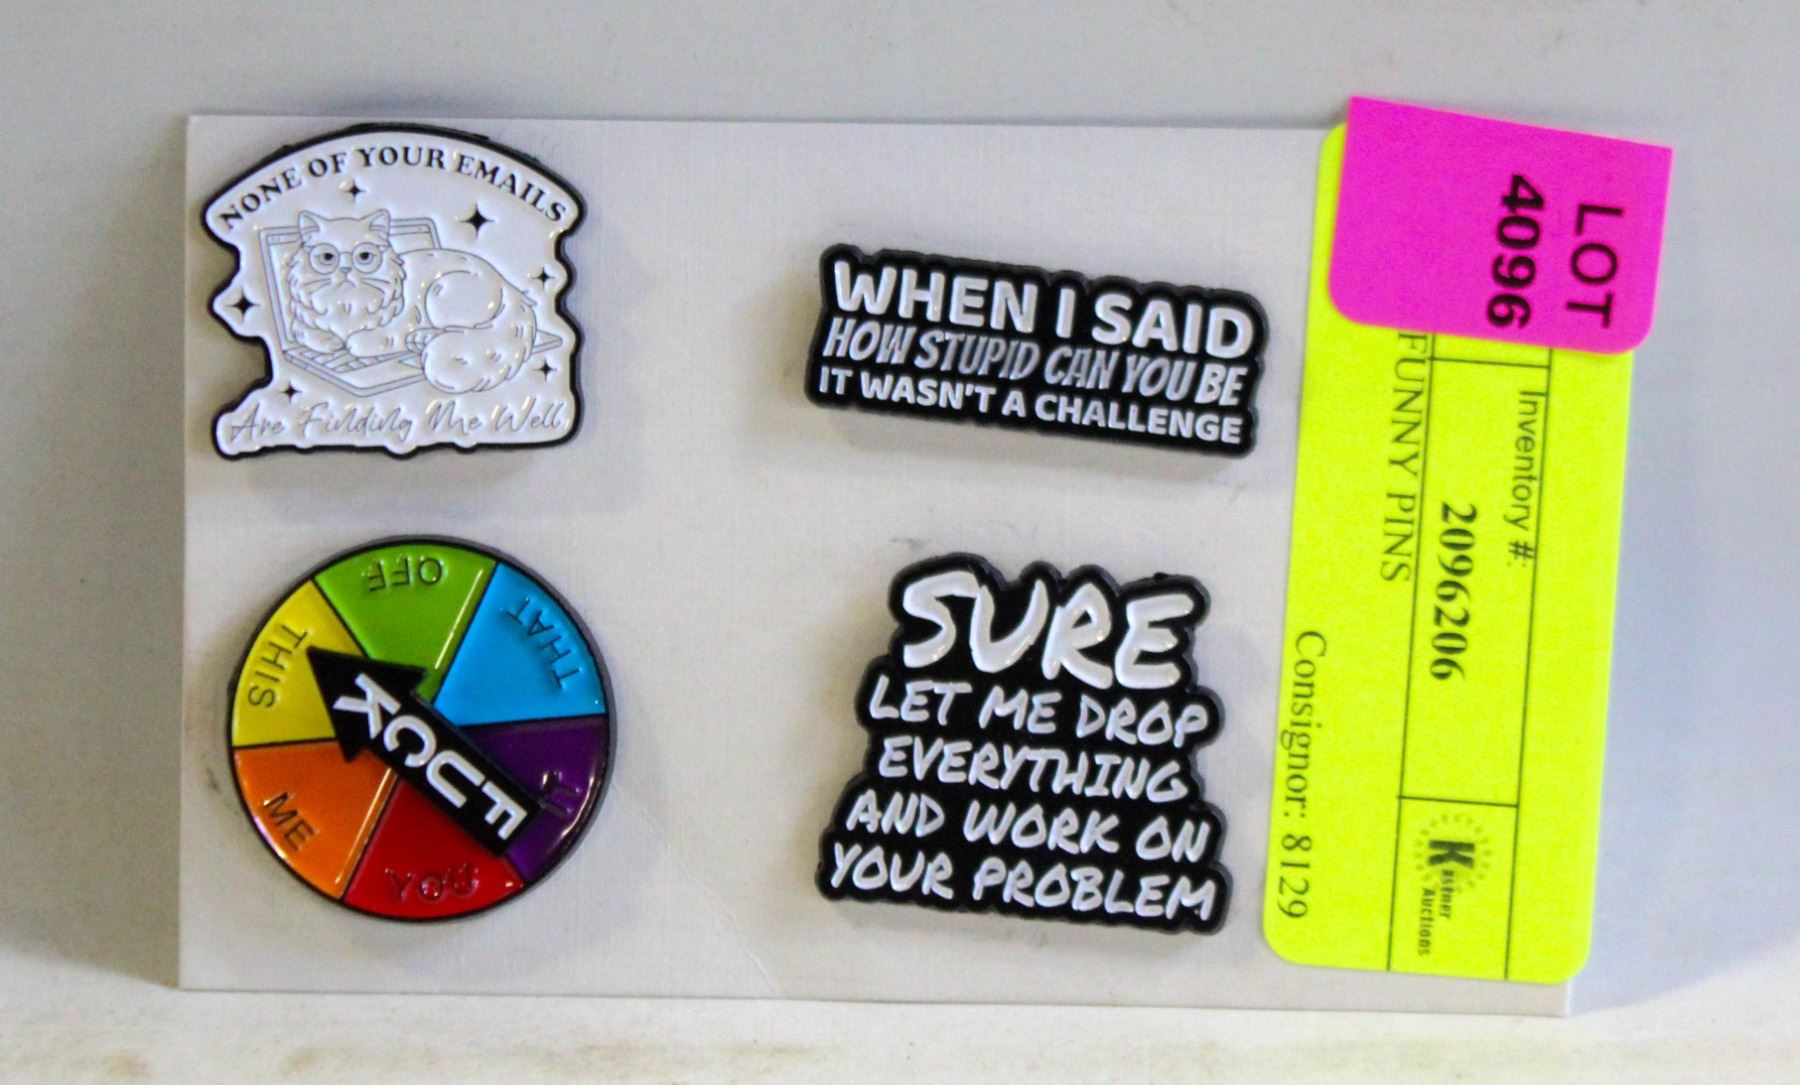 NONE OF YOUR EMAILS
Are Finding Me Well
WHEN I SAID
HOW STUPID CAN YOU BE
IT WASN'T A CHALLENGE
OFF
THAT
THIS
FUCK
ME
YOU
SURE
LET ME DROP
EVERYTHING
AND WORK ON
YOUR PROBLEM
LOT
4096
Inventory #:
2096206
FUNNY PINS
Consignor: 8129
Kastner
Auctions